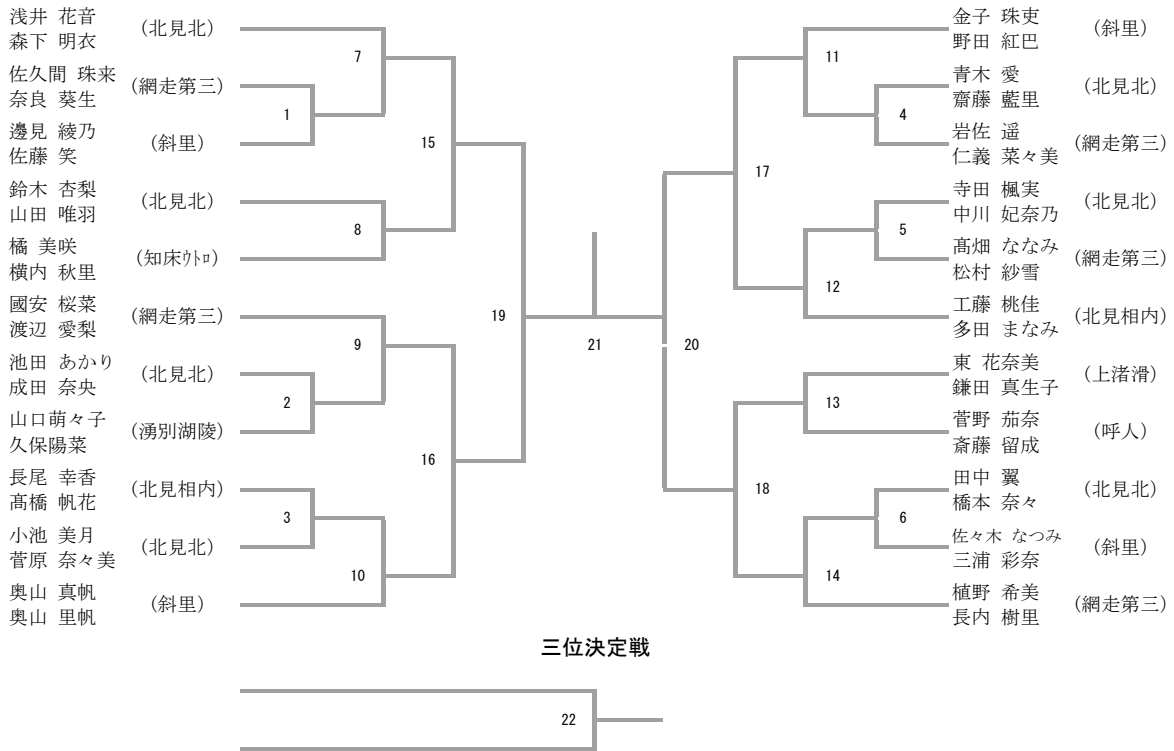 浅井 花音
森下 明衣
(北見北)
佐久間 珠来
奈良 葵生
(網走第三)
邊見 綾乃
佐藤 笑
(斜里)
鈴木 杏梨
山田 唯羽
(北見北)
橘 美咲
横内 秋里
(知床ｳﾄﾛ)
國安 桜菜
渡辺 愛梨
(網走第三)
池田 あかり
成田 奈央
(北見北)
山口萌々子
久保陽菜
(湧別湖陵)
長尾 幸香
髙橋 帆花
(北見相内)
小池 美月
菅原 奈々美
(北見北)
奥山 真帆
奥山 里帆
(斜里)
7
1
15
8
19
9
2
16
3
10
21
20
11
4
17
5
12
13
18
6
14
金子 珠吏
野田 紅巴
(斜里)
青木 愛
齋藤 藍里
(北見北)
岩佐 遥
仁義 菜々美
(網走第三)
寺田 楓実
中川 妃奈乃
(北見北)
髙畑 ななみ
松村 紗雪
(網走第三)
工藤 桃佳
多田 まなみ
(北見相内)
東 花奈美
鎌田 真生子
(上渚滑)
菅野 茄奈
斎藤 留成
(呼人)
田中 翼
橋本 奈々
(北見北)
佐々木 なつみ
三浦 彩奈
(斜里)
植野 希美
長内 樹里
(網走第三)
三位決定戦
22